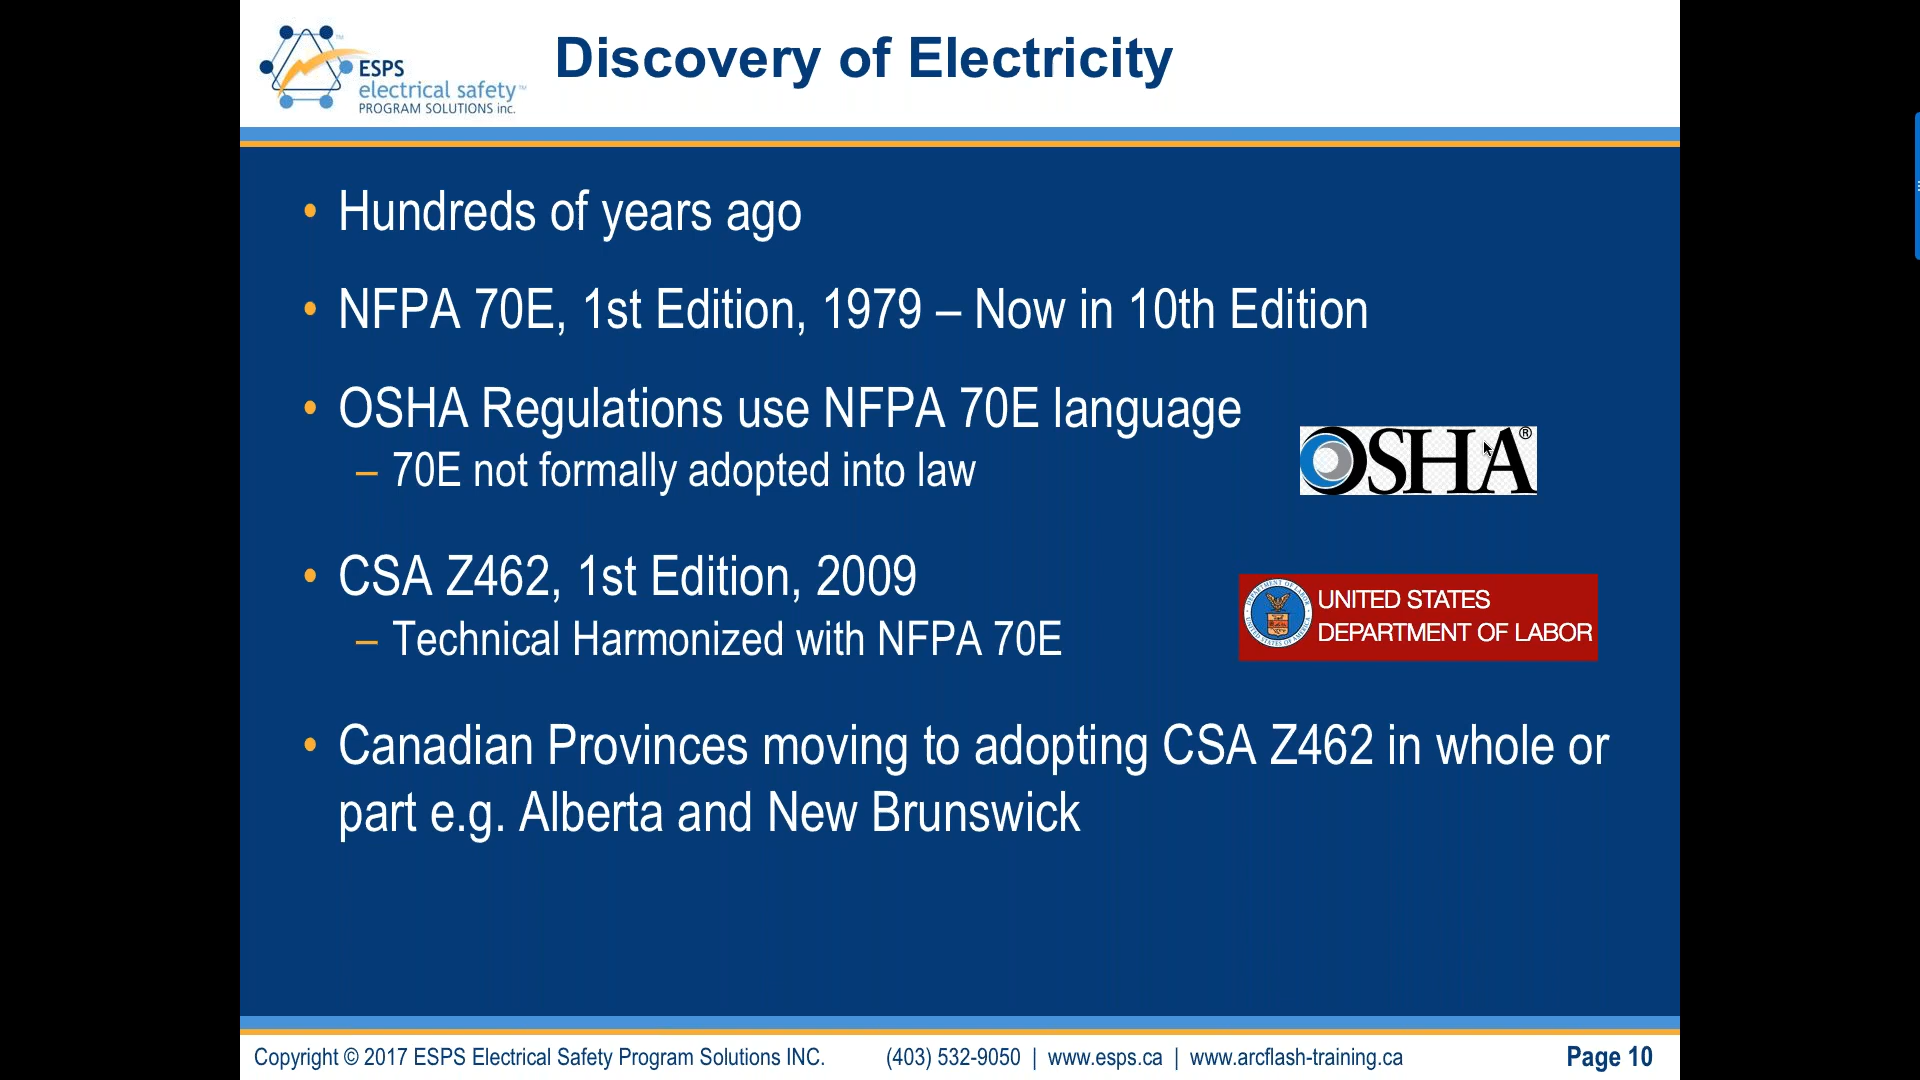 ESPS
electrical safety™
PROGRAM SOLUTIONS inc.
Discovery of Electricity
• Hundreds of years ago
• NFPA 70E, 1st Edition, 1979 – Now in 10th Edition
• OSHA Regulations use NFPA 70E language
– 70E not formally adopted into law
OSHA®
• CSA Z462, 1st Edition, 2009
– Technical Harmonized with NFPA 70E
UNITED STATES
DEPARTMENT OF LABOR
• Canadian Provinces moving to adopting CSA Z462 in whole or
part e.g. Alberta and New Brunswick
Copyright © 2017 ESPS Electrical Safety Program Solutions INC. (403) 532-9050 | www.esps.ca | www.arcflash-training.ca Page 10